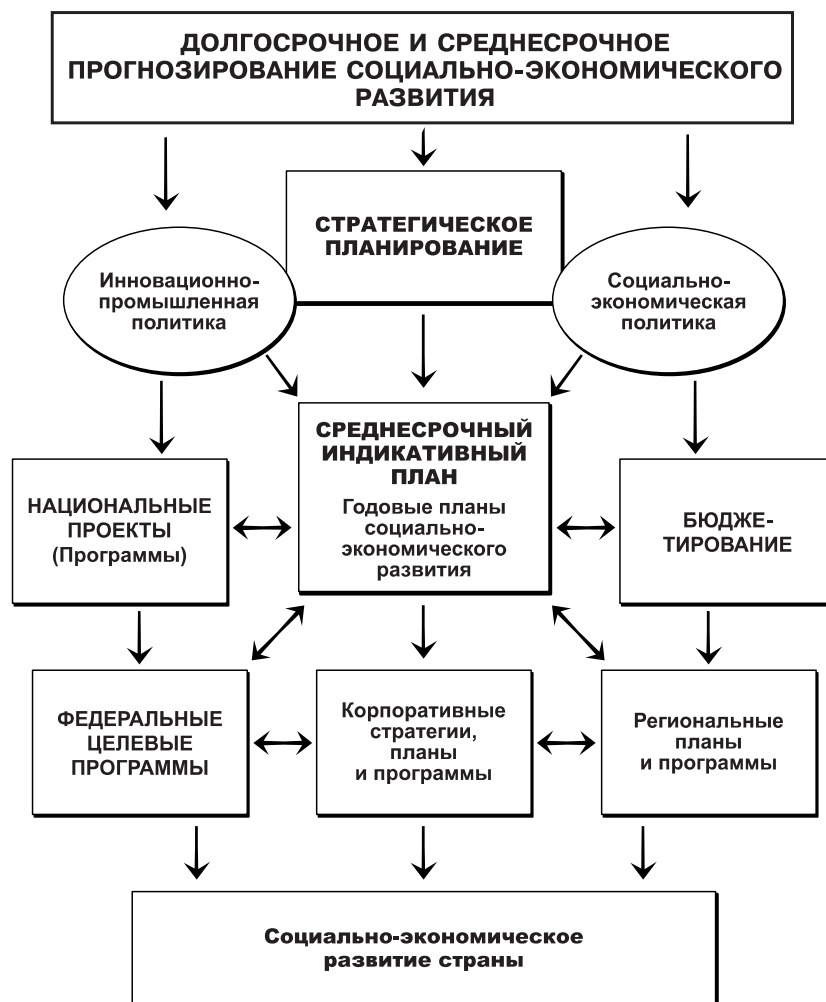 ДОЛГОСРОЧНОЕ И СРЕДНЕСРОЧНОЕ
ПРОГНОЗИРОВАНИЕ СОЦИАЛЬНО-ЭКОНОМИЧЕСКОГО
РАЗВИТИЯ
СТРАТЕГИЧЕСКОЕ
ПЛАНИРОВАНИЕ
Инновационно-
промышленная
политика
Социально-
экономическая
политика
СРЕДНЕСРОЧНЫЙ
ИНДИКАТИВНЫЙ
ПЛАН
Годовые планы
социально-
экономического
развития
НАЦИОНАЛЬНЫЕ
ПРОЕКТЫ
(Программы)
БЮДЖЕ-
ТИРОВАНИЕ
ФЕДЕРАЛЬНЫЕ
ЦЕЛЕВЫЕ
ПРОГРАММЫ
Корпоративные
стратегии,
планы
и программы
Региональные
планы
и программы
Социально-экономическое
развитие страны